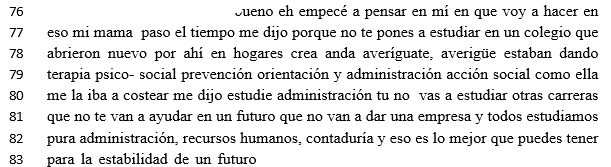 76 eh empecé a pensar en mí en que voy a hacer en
77 eso mi mama paso el tiempo me dijo porque no te pones a estudiar en un colegio que
78 abrieron nuevo por ahí en hogares crea anda averíguate, averigüe estaban dando
79 terapia psico- social prevención orientación y administración acción social como ella
80 me la iba a costear me dijo estudie administración tu no vas a estudiar otras carreras
81 que no te van a ayudar en un futuro que no van a dar una empresa y todos estudiamos
82 pura administración, recursos humanos, contaduría y eso es lo mejor que puedes tener
83 para la estabilidad de un futuro